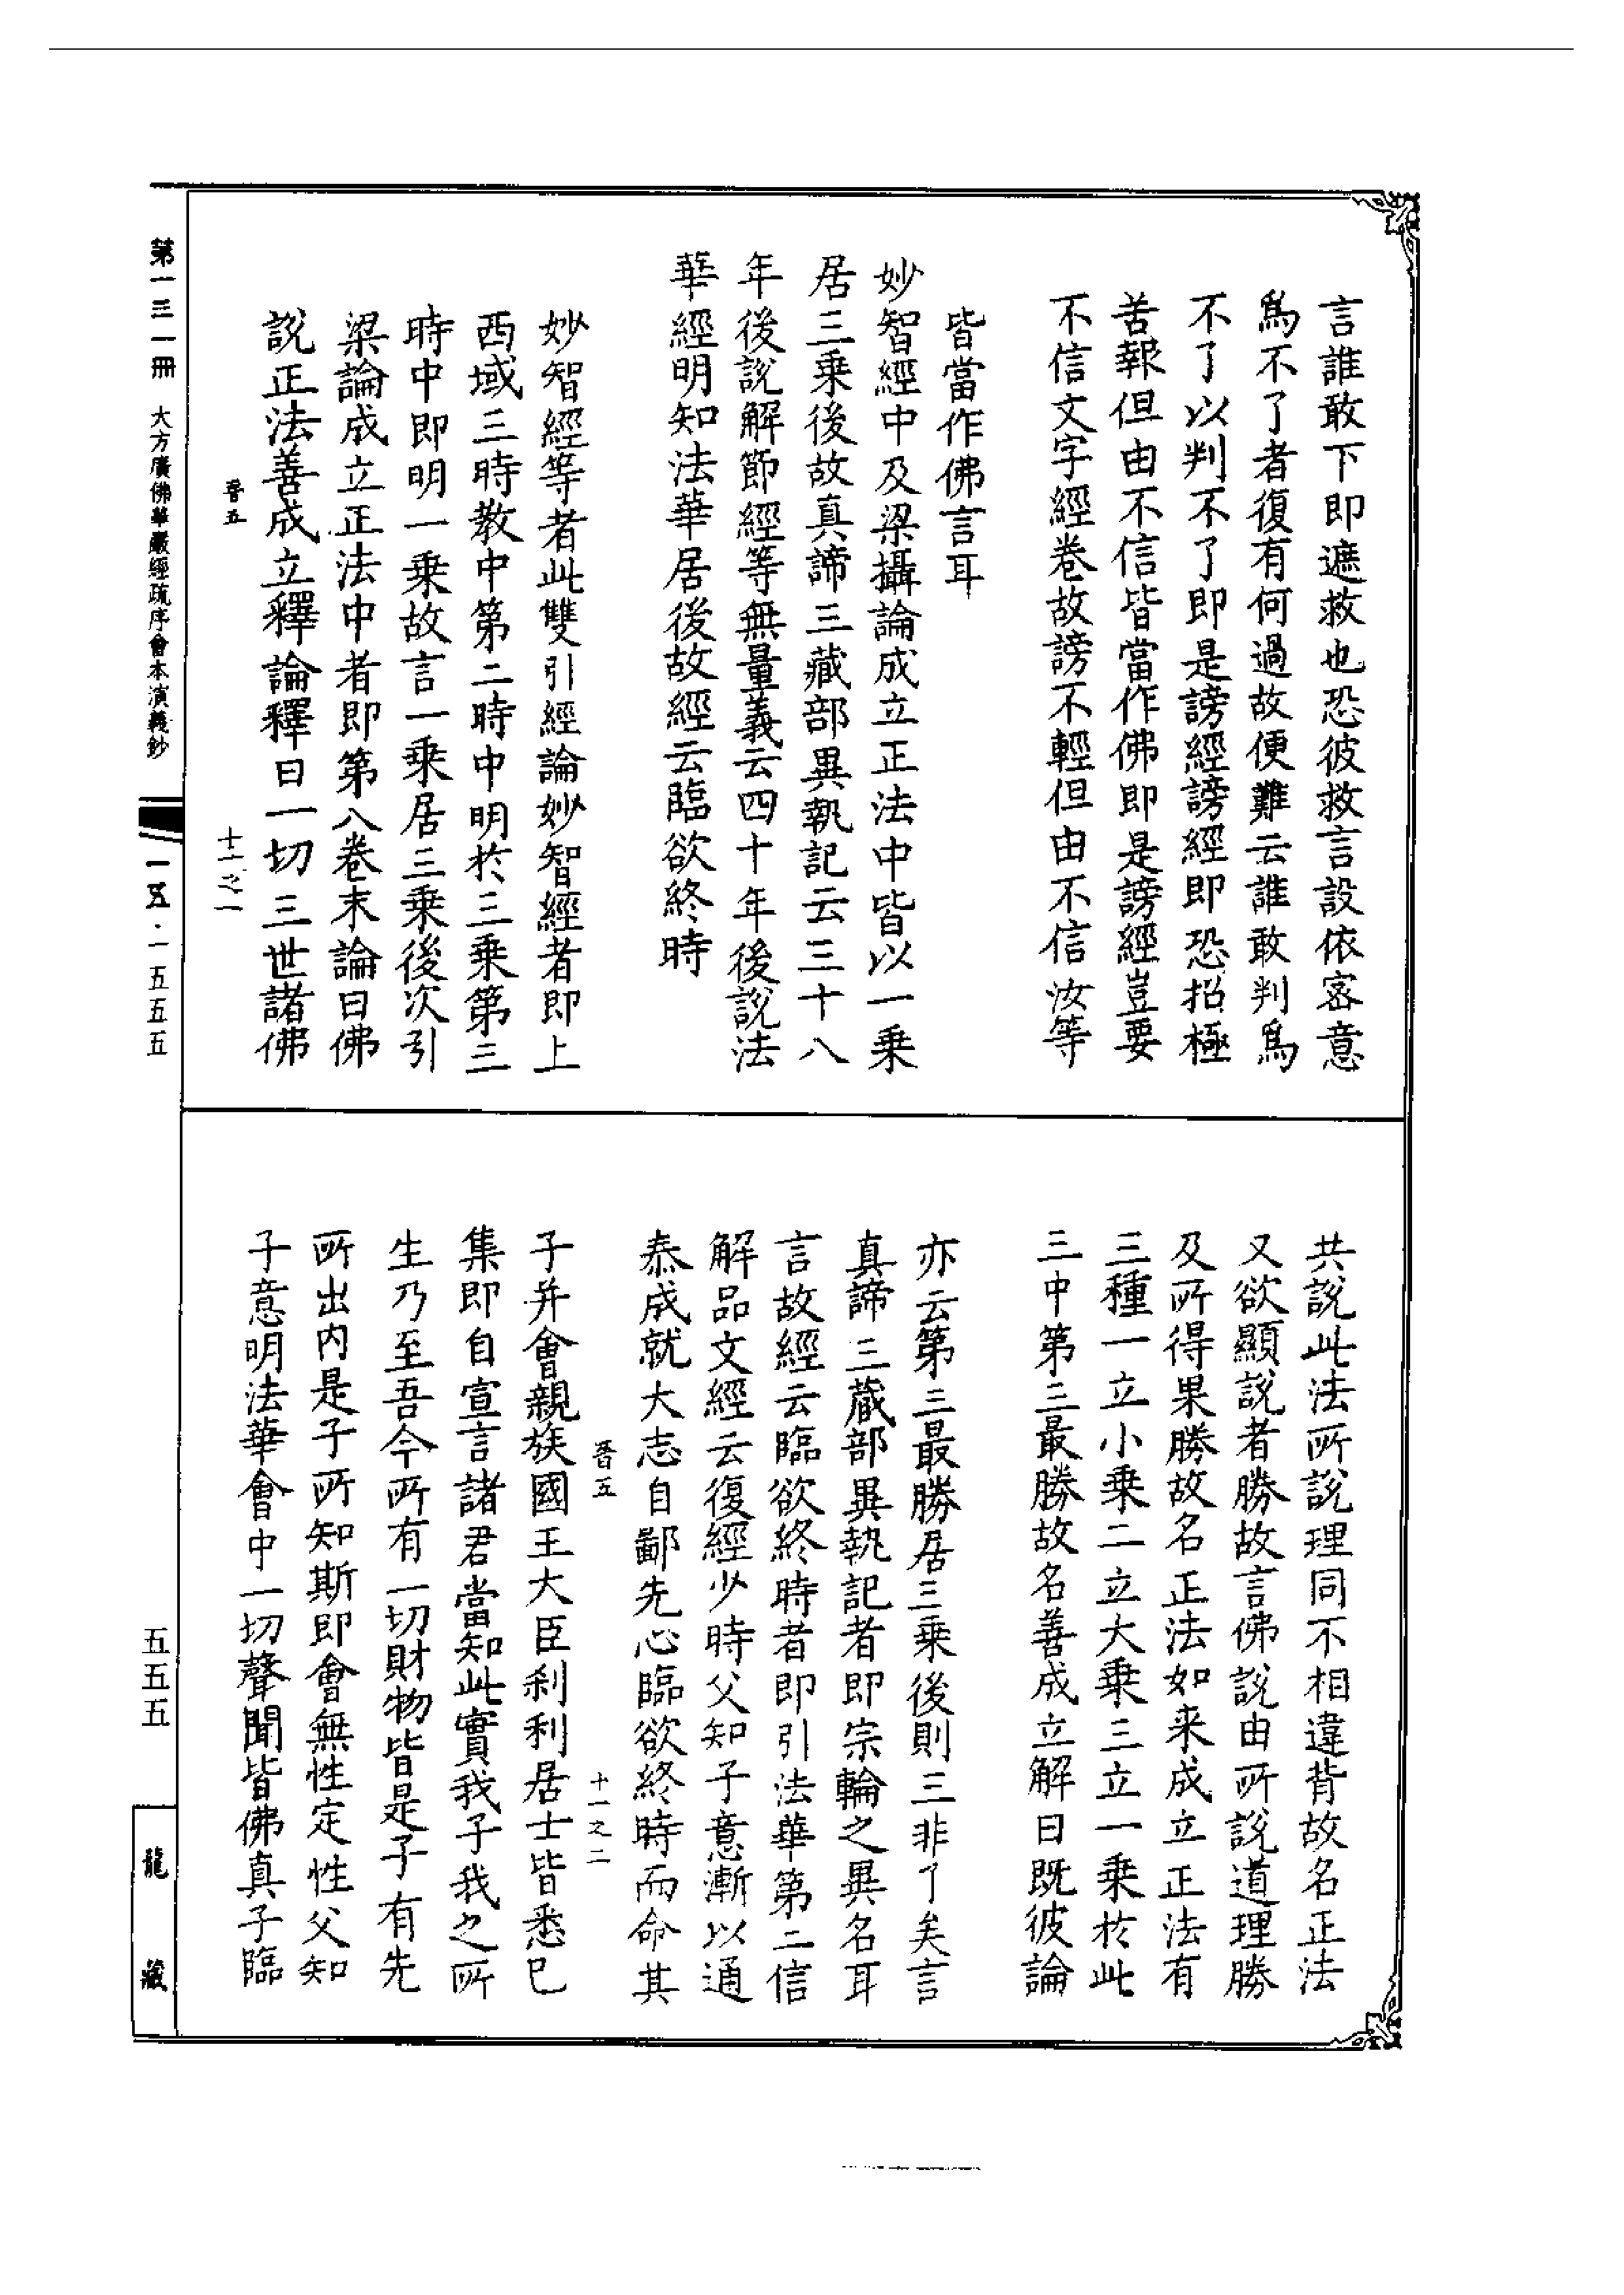 言誰敢下即遮救也恐彼救言設依密意
為不了者復有何過故便難云誰敢判為
不了以判不了即是謗經謗經即恐招極
苦報但由不信皆當作佛即是謗經豈要
不信文字經卷故謗不輕但由不信汝等
皆當作佛言耳
妙智經中及梁攝論成立正法中皆以一乗
居三乗後故真諦三藏部異執記云三十八
年後說解節經等無量義云四十年後說法
華經明知法華居後故經云臨欲終時
妙智經等者此雙引經論妙智經者即上
西域三時教中第二時中明於三乗第三
時中即明一乗故言一乗居三乗後次引
梁論成立正法中者即第八卷末論曰佛
說正法善成立釋論釋曰一切三世諸佛
晉五
十一之一
共說此法所說理同不相違背故名正法
又欲顯說者勝故言佛說由所說道理勝
及所得果勝故名正法如来成立正法有
三種一立小乗二立大乗三立一乗於此
三中第三最勝故名善成立解曰既彼論
亦云第三最勝居三乗後則三非了矣言
真諦三蔵部異執記者即宗輪之異名耳
言故經云臨欲終時者即引法華第二信
解品文經云復經少時父知子意漸以通
泰成就大志自鄙先心臨欲終時而命其
晉五
十一之二
子并會親族國王大臣刹利居士皆悉已
集即自宣言諸君當知此實我子我之所
生乃至吾今所有一切財物皆是子有先
所出内是子所知斯即會無性定性父知
子意明法華會中一切聲聞皆佛真子臨
第一三一冊 大方廣佛華嚴經疏序會本演義鈔
一五·一五五五
五五五
龍藏